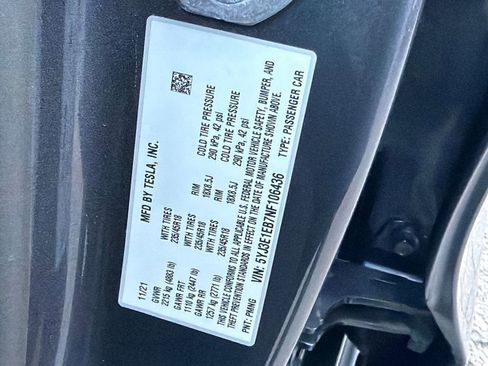 MFD BY TESLA, INC.
11/21
GVWR
2215 kg (4883 lb)
GAWR FRT WITH TIRES RIM COLD TIRE PRESSURE
1110 kg (2447 lb) 235/45R18 18X8.5J 290 kPa, 42 psi
GAWR RR WITH TIRES RIM COLD TIRE PRESSURE
1257 kg (2771 lb) 235/45R18 18X8.5J 290 kPa, 42 psi
THIS VEHICLE CONFORMS TO ALL APPLICABLE U.S. FEDERAL MOTOR VEHICLE SAFETY, BUMPER, AND
THEFT PREVENTION STANDARDS IN EFFECT ON THE DATE OF MANUFACTURE SHOWN ABOVE.
VIN: 5YJ3E1EB7NF106436 TYPE: PASSENGER CAR
PNT: PMNG